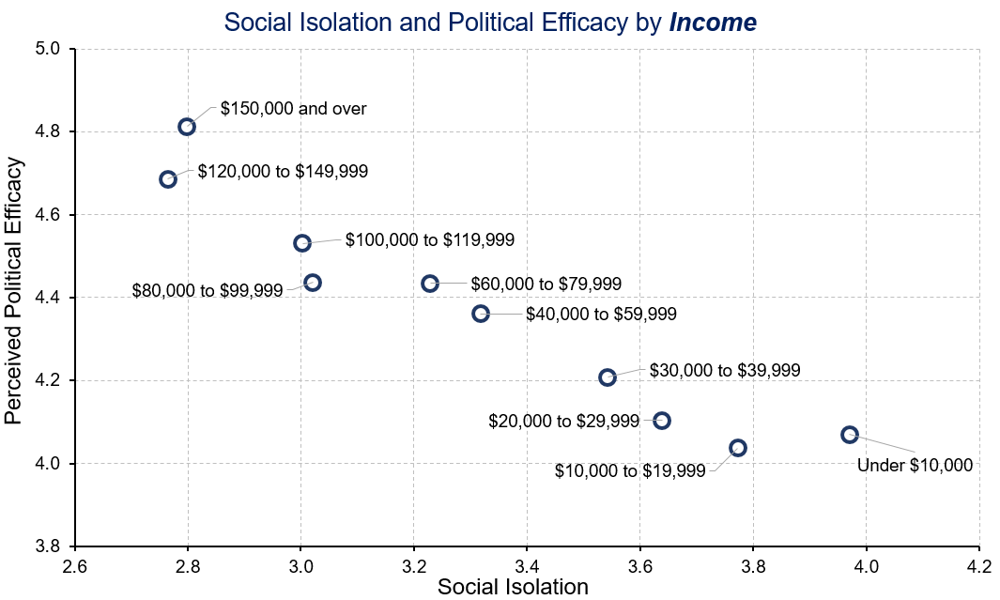 Social Isolation and Political Efficacy by Income
5.0
$150,000 and over
4.8
$120,000 to $149,999
4.6
$100,000 to $119,999
$80,000 to $99,999
$60,000 to $79,999
4.4
$40,000 to $59,999
$30,000 to $39,999
4.2
$20,000 to $29,999
$10,000 to $19,999
Under $10,000
4.0
3.8
Perceived Political Efficacy
2.6 2.8 3.0 3.2 3.4 3.6 3.8 4.0 4.2
Social Isolation